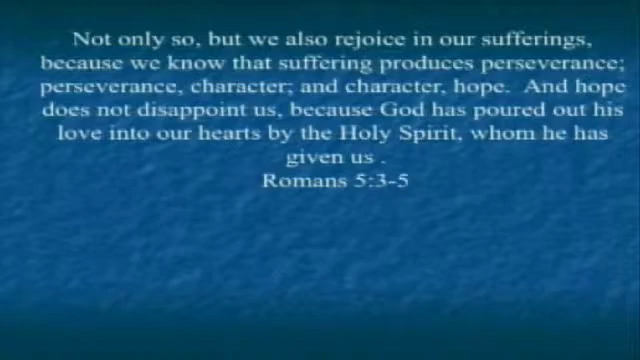 Not only so, but we also rejoice in our sufferings,
because we know that suffering produces perseverance;
perseverance, character; and character, hope. And hope
does not disappoint us, because God has poured out his
love into our hearts by the Holy Spirit, whom he has
given us .
Romans 5:3-5